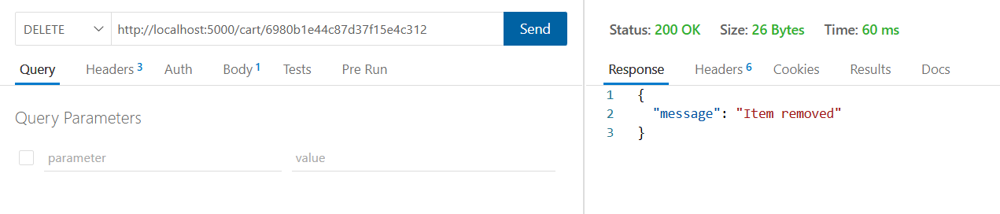 DELETE http://localhost:5000/cart/6980b1e44c87d37f15e4c312 Send
Query Headers 3 Auth Body 1 Tests Pre Run
Query Parameters
parameter value
Status: 200 OK Size: 26 Bytes Time: 60 ms
Response Headers 6 Cookies Results Docs
1 {
2 "message": "Item removed"
3 }